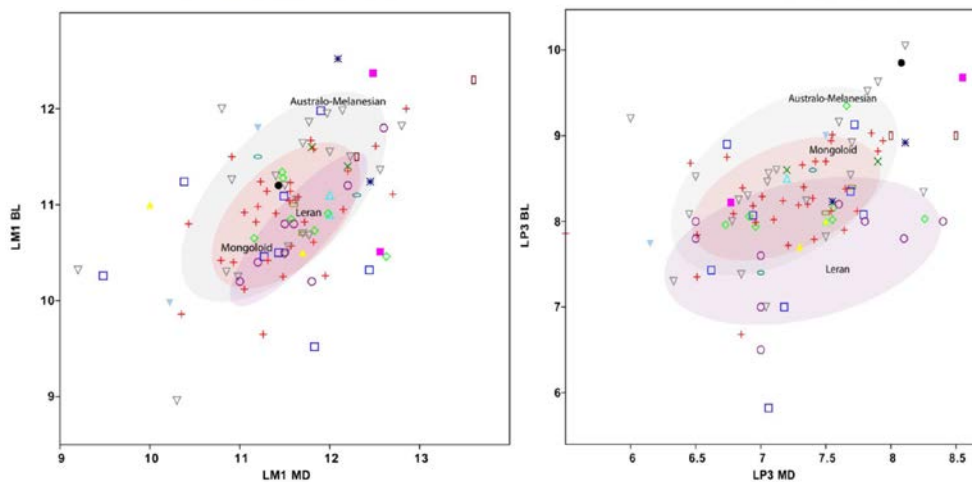 12
11
10
9
LM1 BL
9 10 11 12 13
LM1 MD
Australo-Melanesian
Leran
Mongoloid
10
9
8
7
6
LP3 BL
6 6.5 7 7.5 8 8.5
LP3 MD
Australo-Melanesian
Mongoloid
Leran